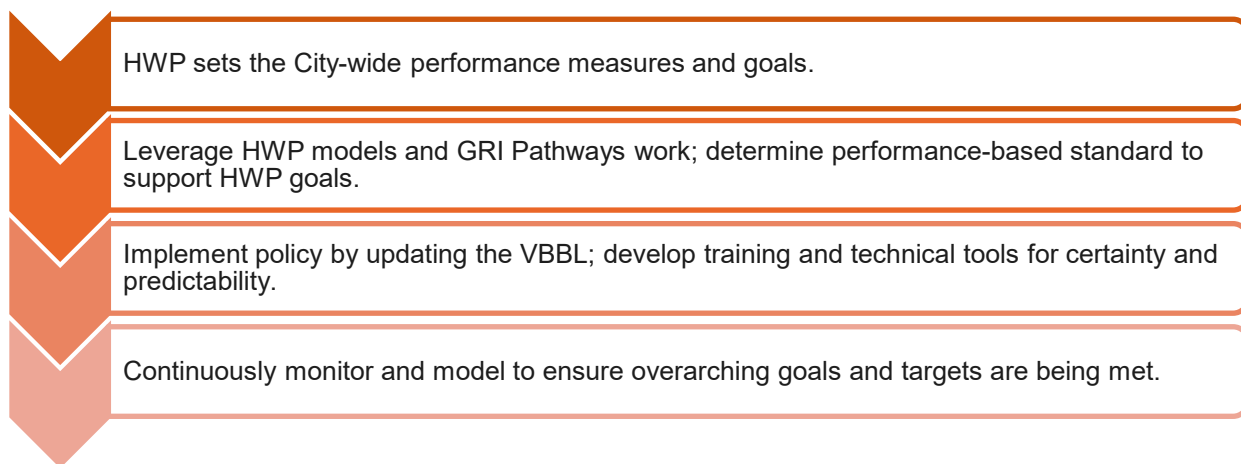 HWP sets the City-wide performance measures and goals.
Leverage HWP models and GRI Pathways work; determine performance-based standard to
support HWP goals.
Implement policy by updating the VBBL; develop training and technical tools for certainty and
predictability.
Continuously monitor and model to ensure overarching goals and targets are being met.